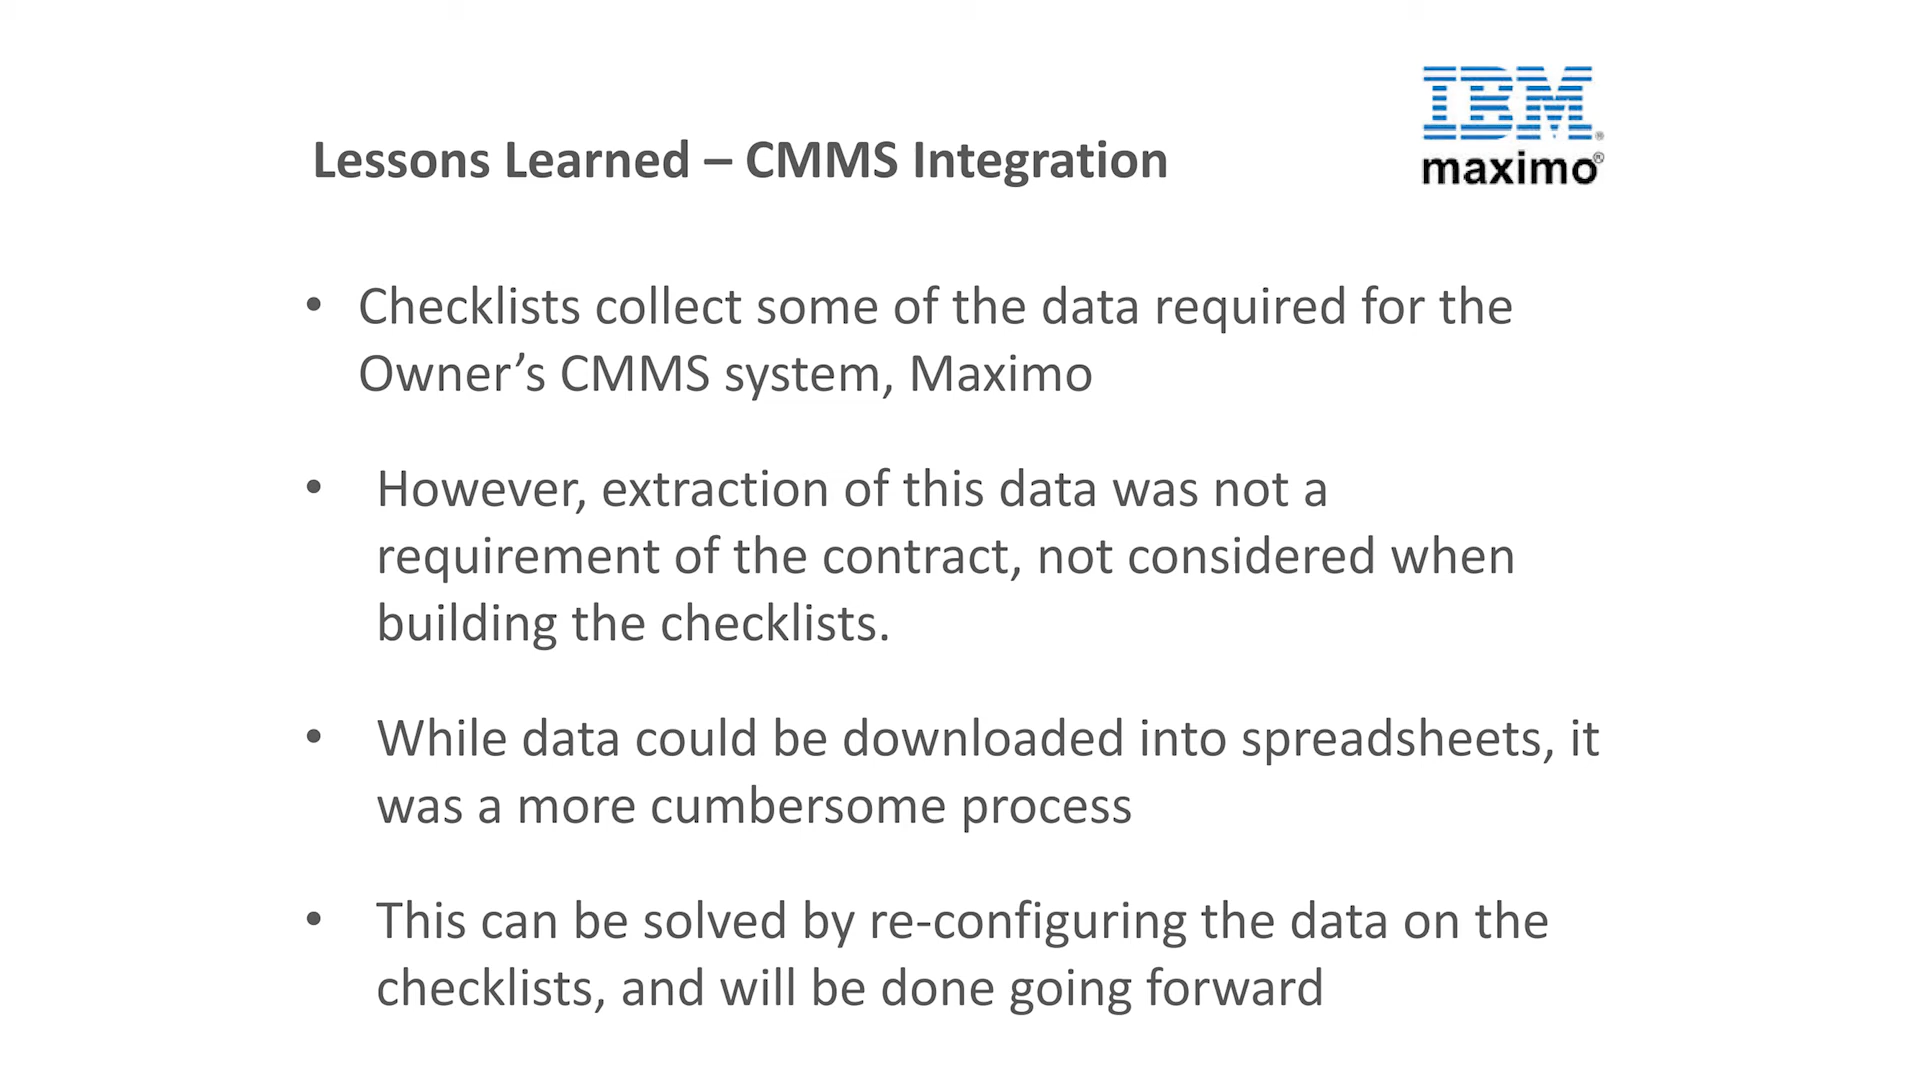 IBM®
maximo®
Lessons Learned – CMMS Integration
• Checklists collect some of the data required for the
Owner’s CMMS system, Maximo
• However, extraction of this data was not a
requirement of the contract, not considered when
building the checklists.
• While data could be downloaded into spreadsheets, it
was a more cumbersome process
• This can be solved by re-configuring the data on the
checklists, and will be done going forward